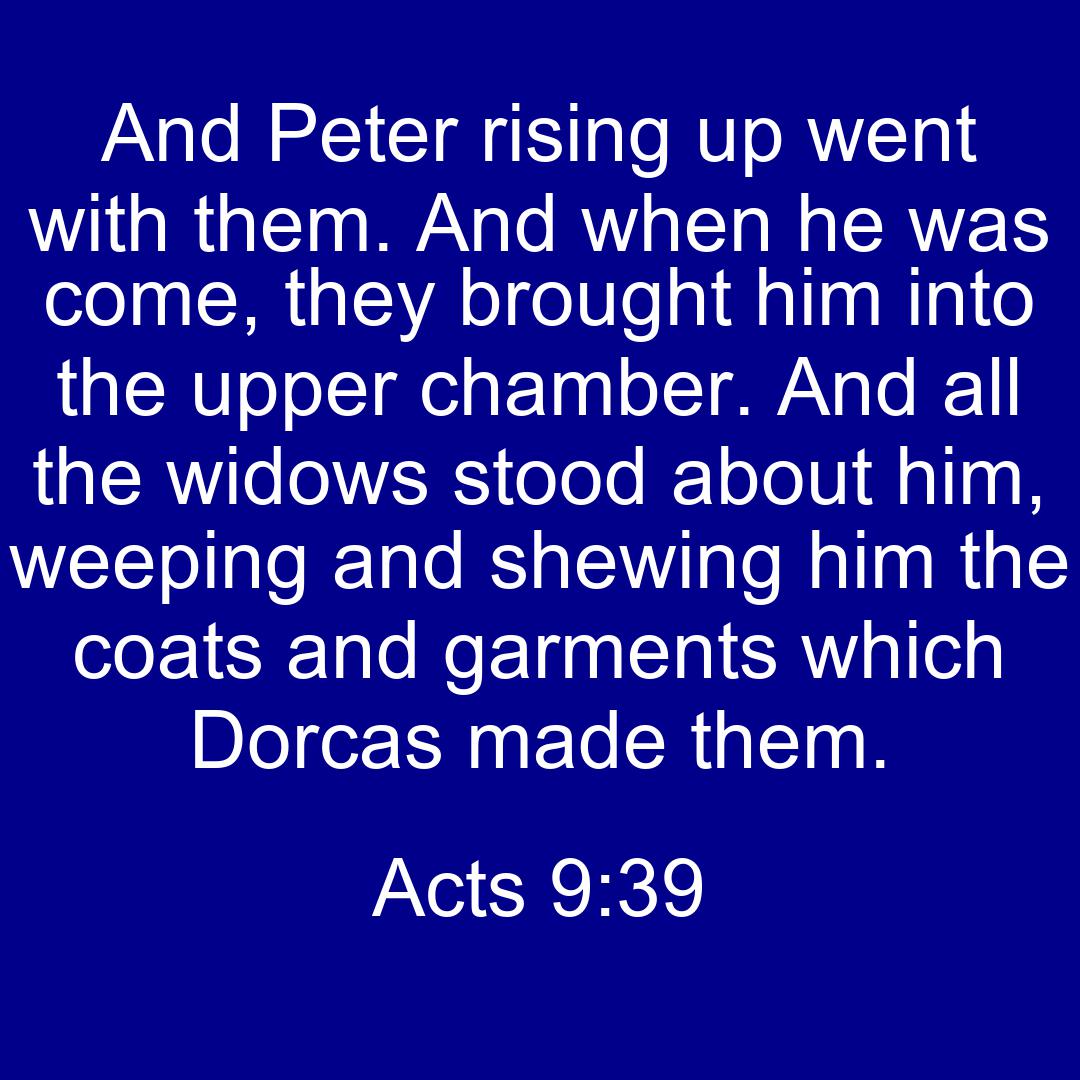 And Peter rising up went
with them. And when he was
come, they brought him into
the upper chamber. And all
the widows stood about him,
weeping and shewing him the
coats and garments which
Dorcas made them.
Acts 9:39